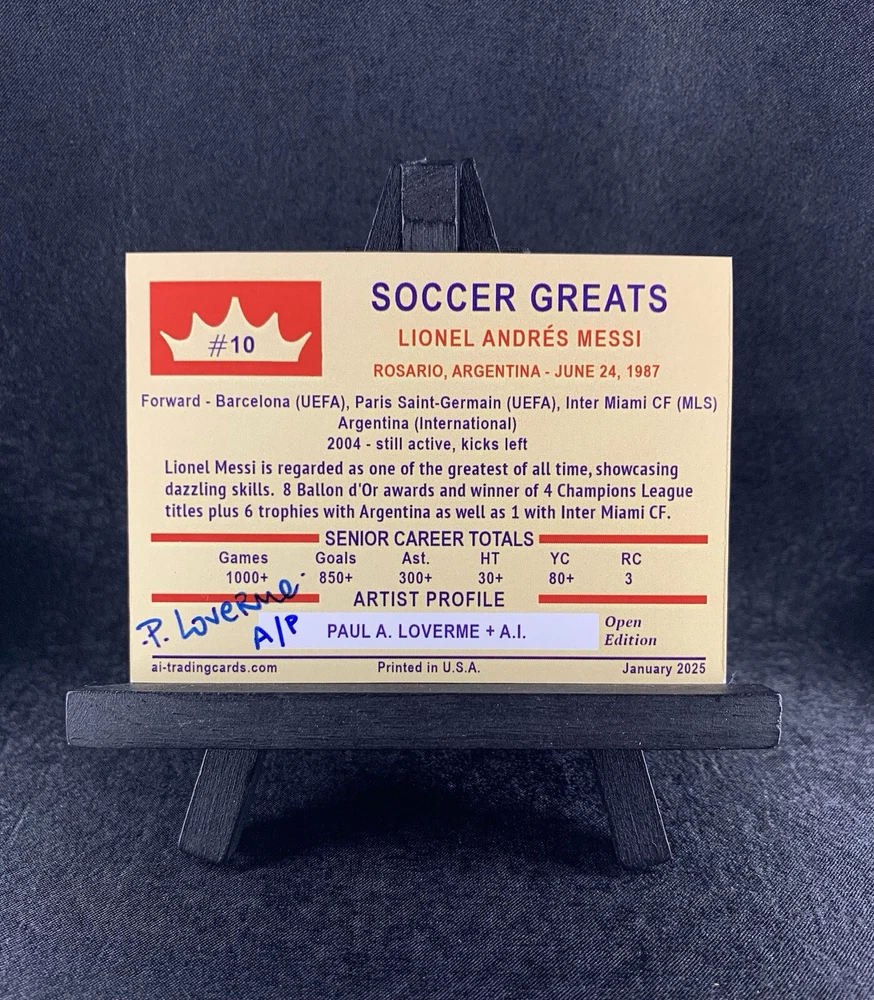 SOCCER GREATS
#10
LIONEL ANDRÉS MESSI
ROSARIO, ARGENTINA - JUNE 24, 1987
Forward - Barcelona (UEFA), Paris Saint-Germain (UEFA), Inter Miami CF (MLS)
Argentina (International)
2004 - still active, kicks left
Lionel Messi is regarded as one of the greatest of all time, showcasing
dazzling skills. 8 Ballon d'Or awards and winner of 4 Champions League
titles plus 6 trophies with Argentina as well as 1 with Inter Miami CF.
SENIOR CAREER TOTALS
Games Goals Ast. HT YC RC
1000+ 850+ 300+ 30+ 80+ 3
ARTIST PROFILE
P. Loverme
A/P
PAUL A. LOVERME + A.I.
Open
Edition
ai-tradingcards.com Printed in U.S.A. January 2025